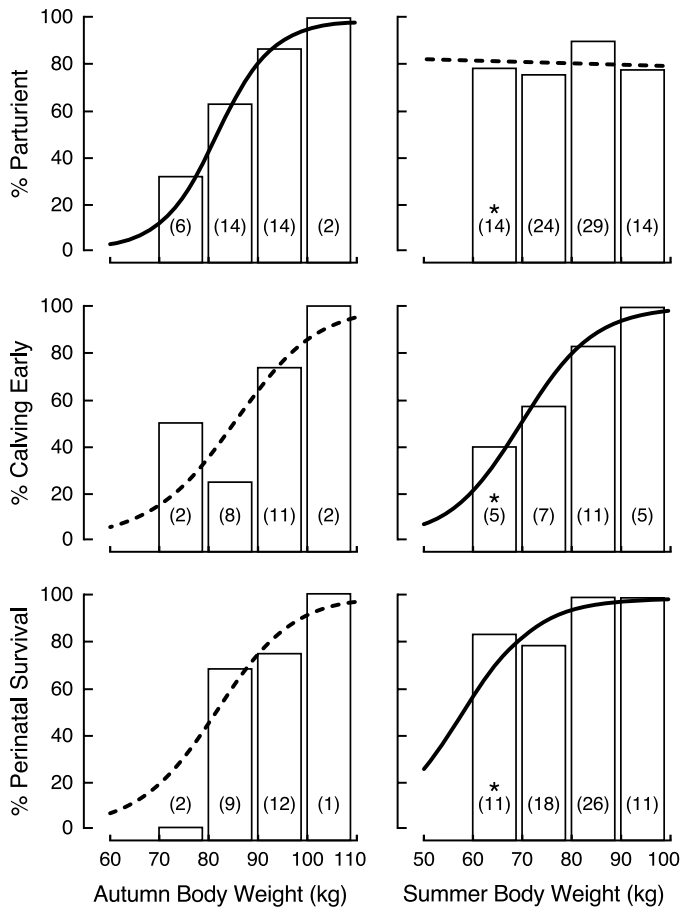 % Parturient
100
80
60
40
20
0
(6) (14) (14) (2)
*
(14) (24) (29) (14)
% Calving Early
100
80
60
40
20
0
(2) (8) (11) (2)
*
(5) (7) (11) (5)
% Perinatal Survival
100
80
60
40
20
0
(2) (9) (12) (1)
*
(11) (18) (26) (11)
60 70 80 90 100 110
50 60 70 80 90 100
Autumn Body Weight (kg)
Summer Body Weight (kg)